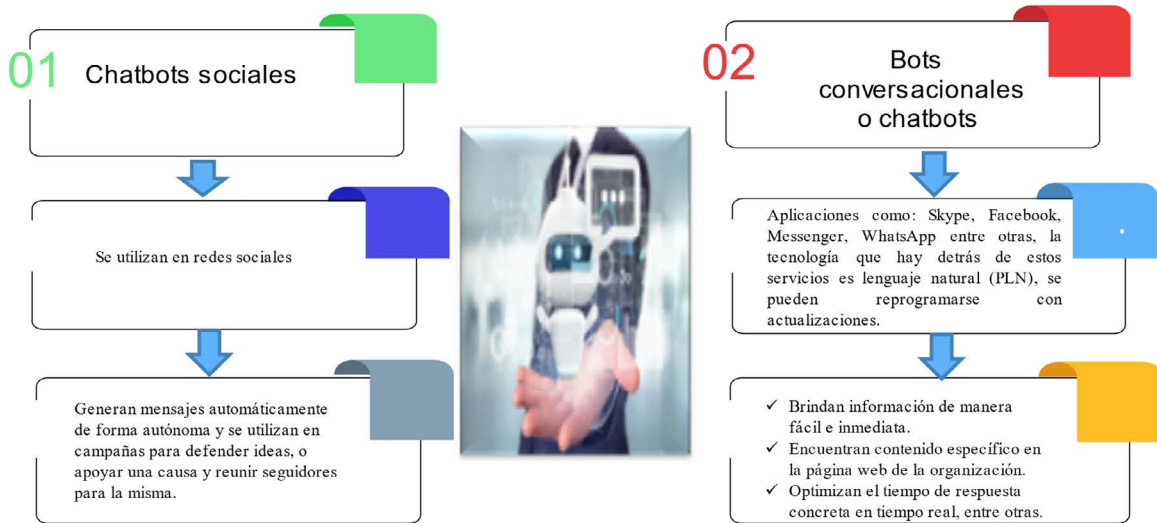 01
Chatbots sociales
Se utilizan en redes sociales
Generan mensajes automáticamente
de forma autónoma y se utilizan en
campañas para defender ideas, o
apoyar una causa y reunir seguidores
para la misma.
02
Bots
conversacionales
o chatbots
Aplicaciones como: Skype, Facebook,
Messenger, WhatsApp entre otras, la
tecnología que hay detrás de estos
servicios es lenguaje natural (PLN), se
pueden reprogramarse con
actualizaciones.
✓ Brindan información de manera
fácil e inmediata.
✓ Encuentran contenido específico en
la página web de la organización.
✓ Optimizan el tiempo de respuesta
concreta en tiempo real, entre otras.